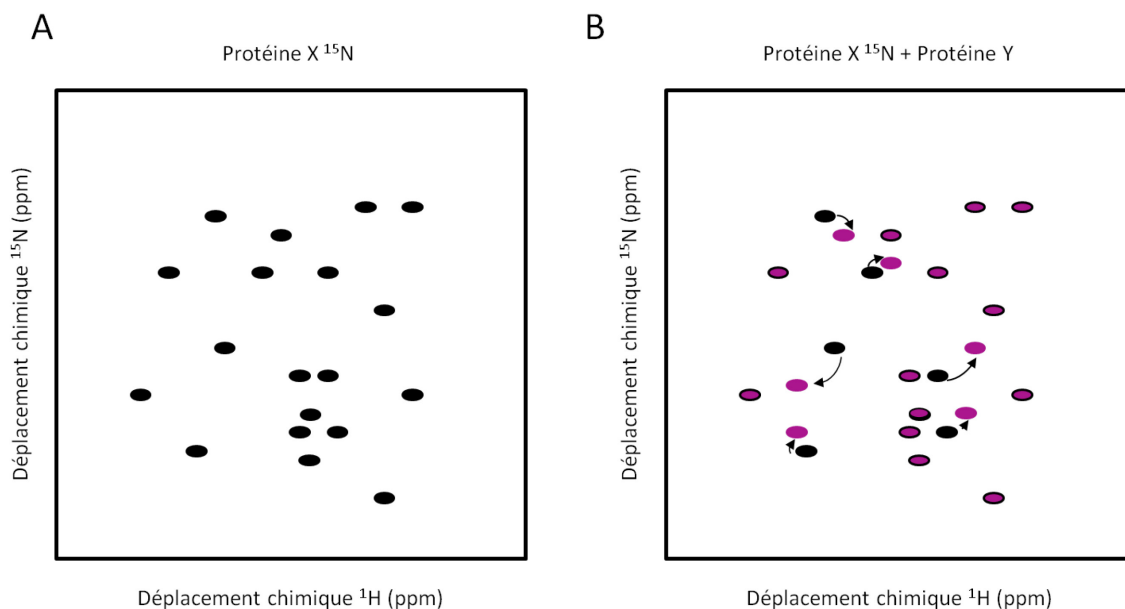 A
Protéine X ¹⁵N
Déplacement chimique ¹⁵N (ppm)
Déplacement chimique ¹H (ppm)
B
Protéine X ¹⁵N + Protéine Y
Déplacement chimique ¹⁵N (ppm)
Déplacement chimique ¹H (ppm)